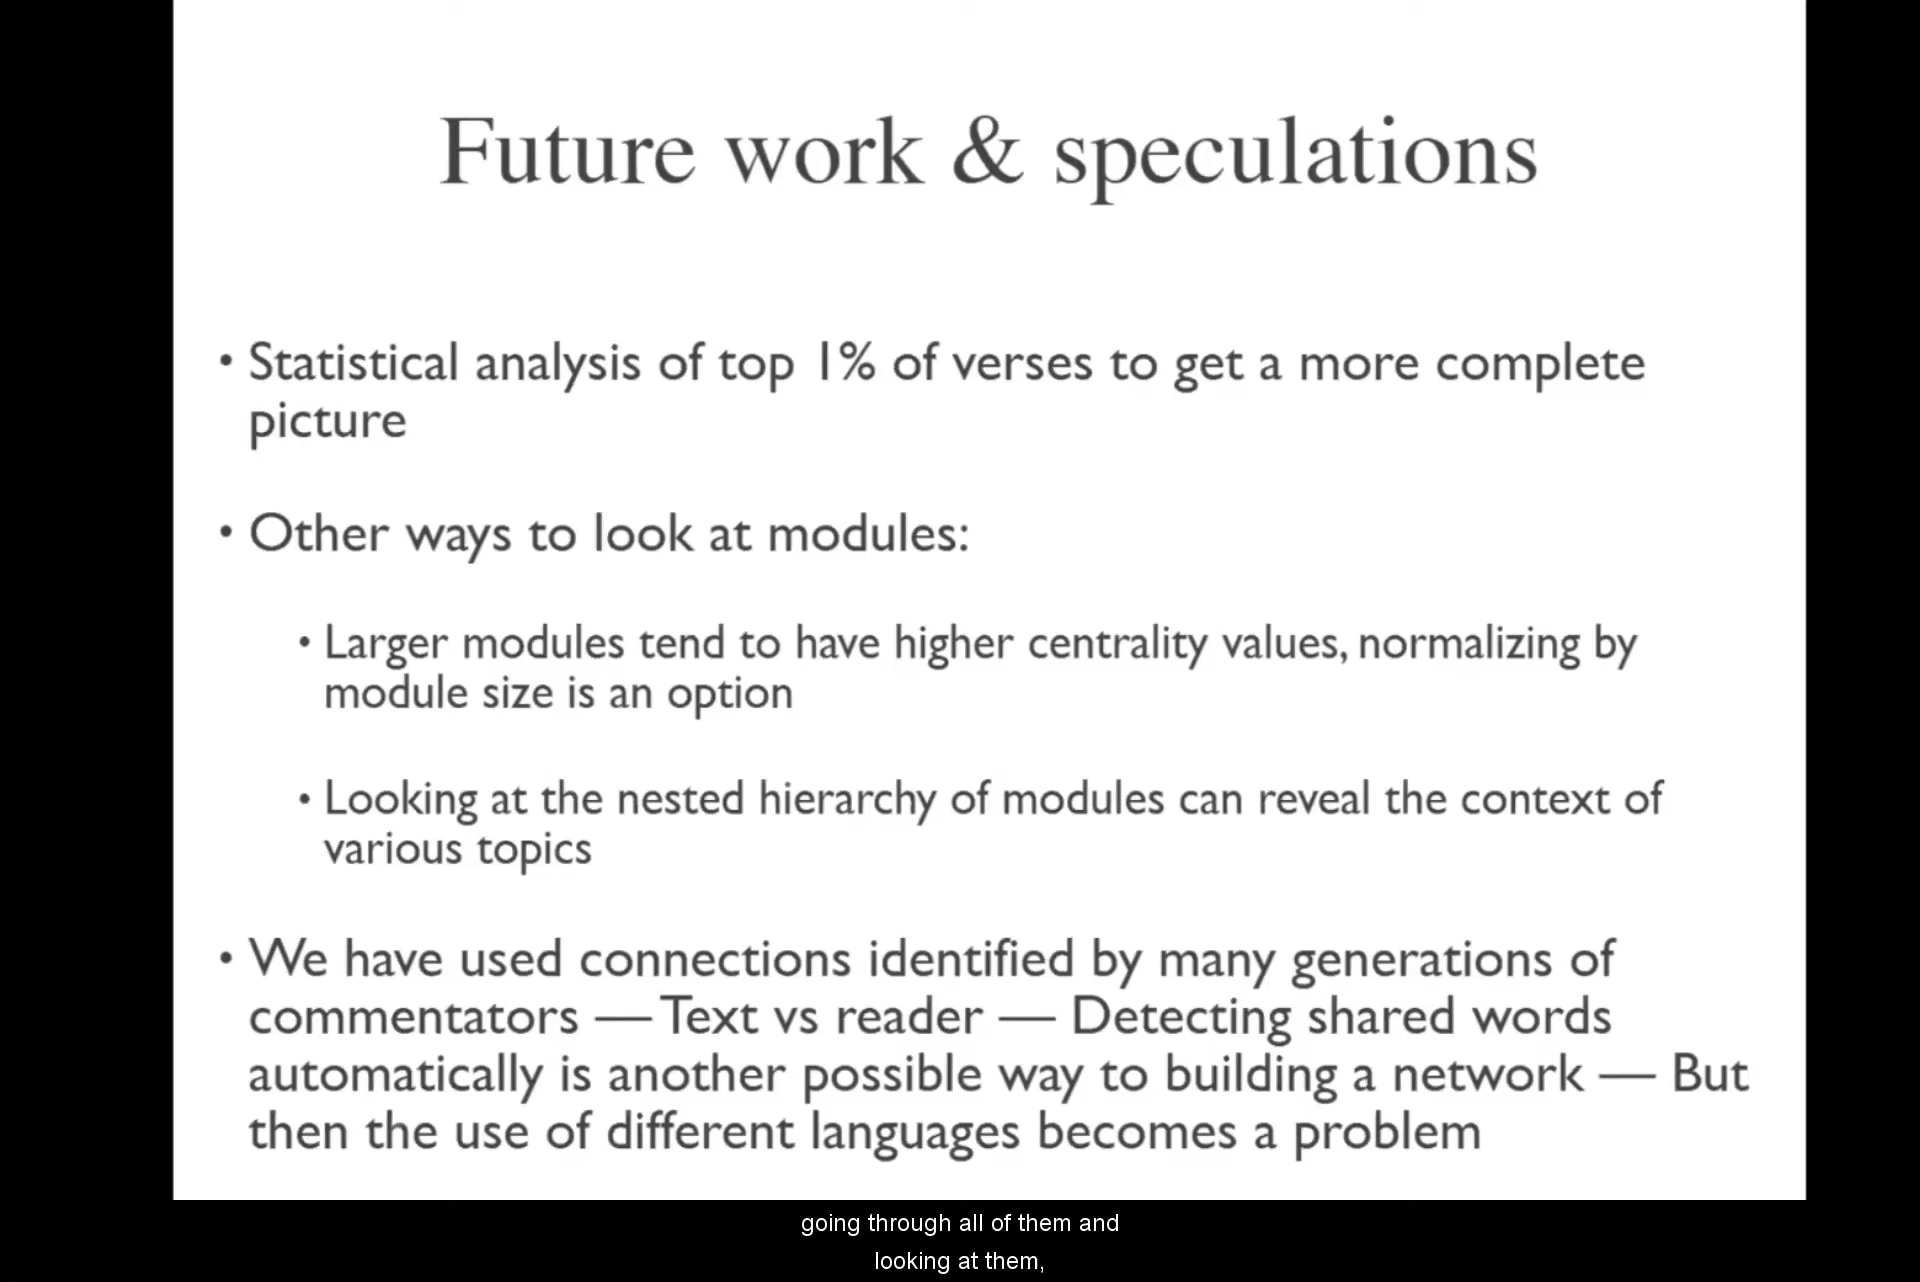 Future work & speculations
• Statistical analysis of top 1% of verses to get a more complete
picture
• Other ways to look at modules:
• Larger modules tend to have higher centrality values, normalizing by
module size is an option
• Looking at the nested hierarchy of modules can reveal the context of
various topics
• We have used connections identified by many generations of
commentators — Text vs reader — Detecting shared words
automatically is another possible way to building a network — But
then the use of different languages becomes a problem
going through all of them and
looking at them,